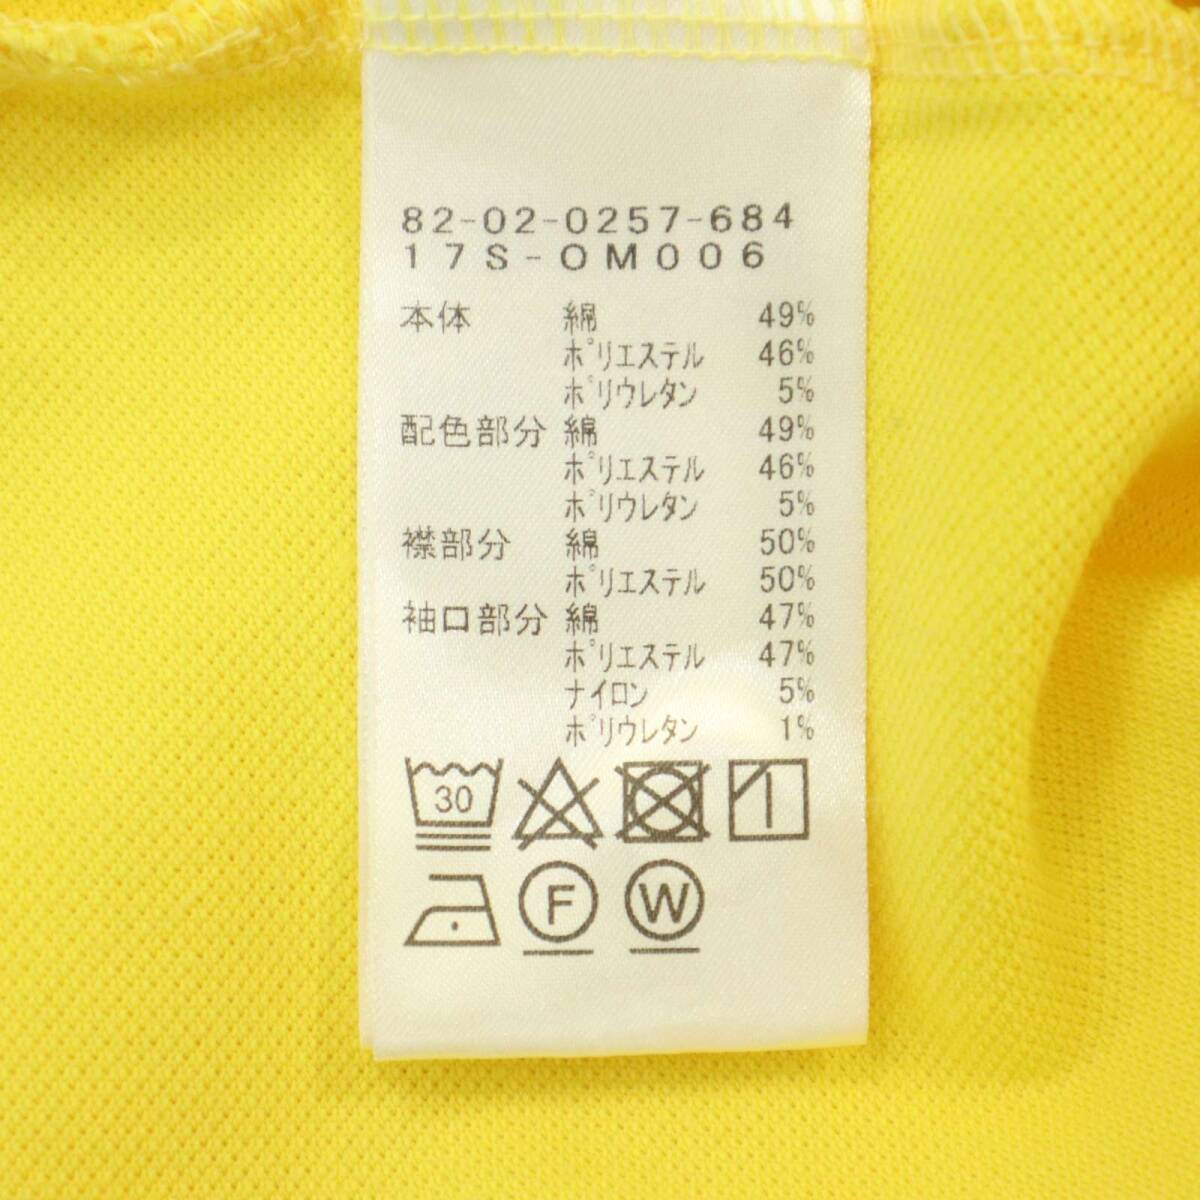 82-02-0257-684
17S-OM006
本体 綿 49%
ポリエステル 46%
ポリウレタン 5%
配色部分 綿 49%
ポリエステル 46%
ポリウレタン 5%
襟部分 綿 50%
ポリエステル 50%
袖口部分 綿 47%
ポリエステル 47%
ナイロン 5%
ポリウレタン 1%
30
F W